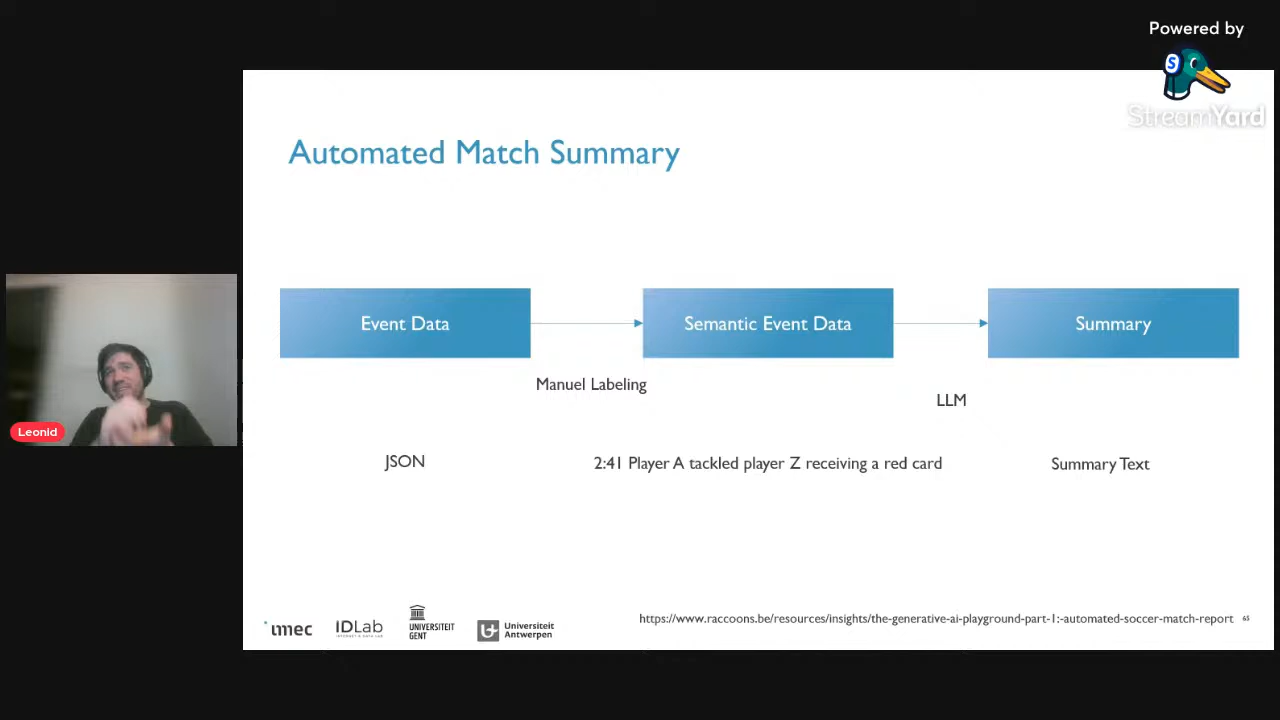 Powered by
StreamYard
Automated Match Summary
Event Data
Semantic Event Data
Summary
Manuel Labeling
LLM
JSON
2:41 Player A tackled player Z receiving a red card
Summary Text
Leonid
imec
IDLab
UNIVERSITEIT
GENT
Universiteit
Antwerpen
https://www.raccoons.be/resources/insights/the-generative-ai-playground-part-1:-automated-soccer-match-report
65